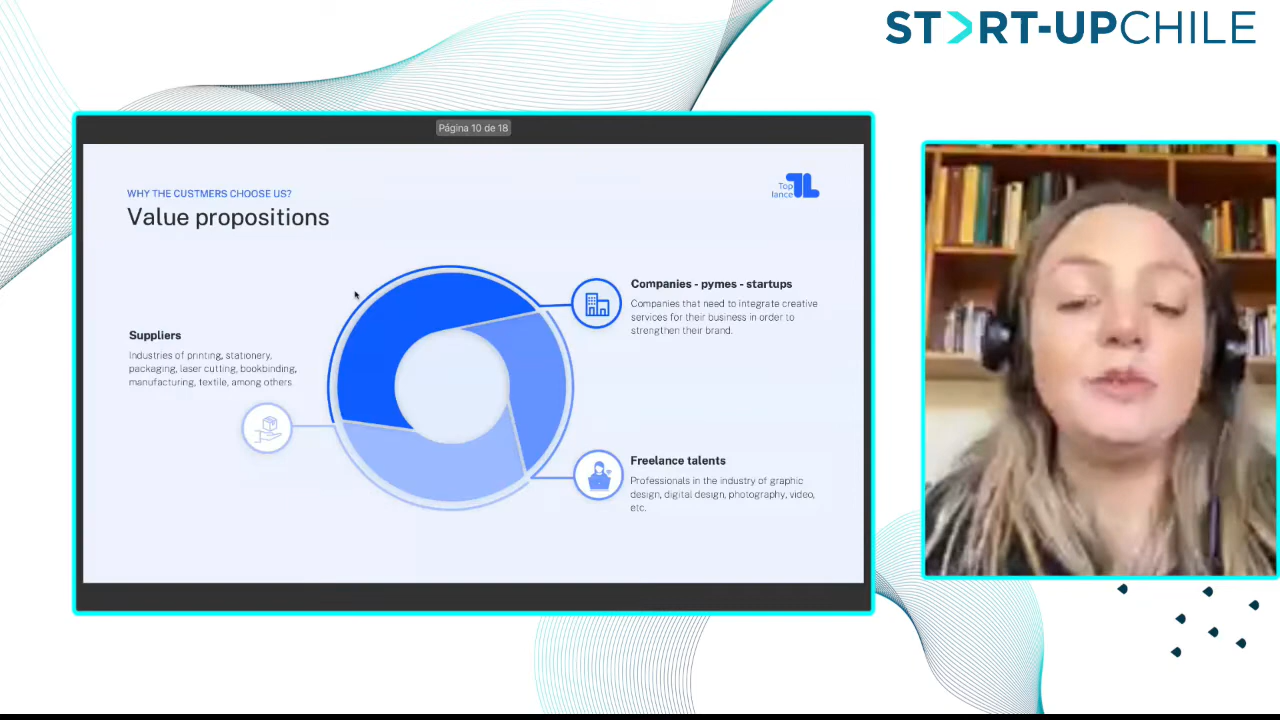 START-UPCHILE
Página 10 de 18
WHY THE CUSTMERS CHOOSE US?
Value propositions
Top
lance
Companies - pymes - startups
Companies that need to integrate creative
services for their business in order to
strengthen their brand.
Suppliers
Industries of printing, stationery,
packaging, laser cutting, bookbinding,
manufacturing, textile, among others.
Freelance talents
Professionals in the industry of graphic
design, digital design, photography, video,
etc.